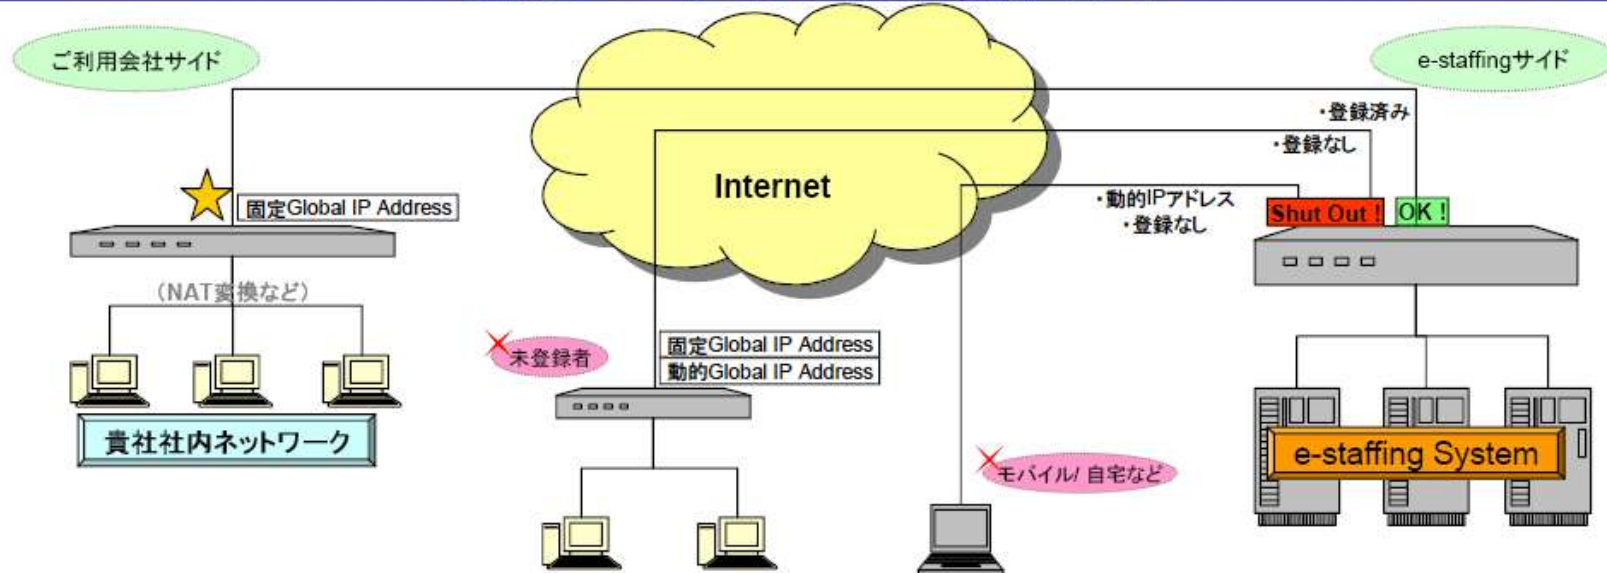 ご利用会社サイド
e-staffingサイド
・登録済み
・登録なし
Internet
固定Global IP Address
・動的IPアドレス
・登録なし
Shut Out !
OK !
(NAT変換など)
未登録者
固定Global IP Address
動的Global IP Address
貴社社内ネットワーク
モバイル/ 自宅など
e-staffing System